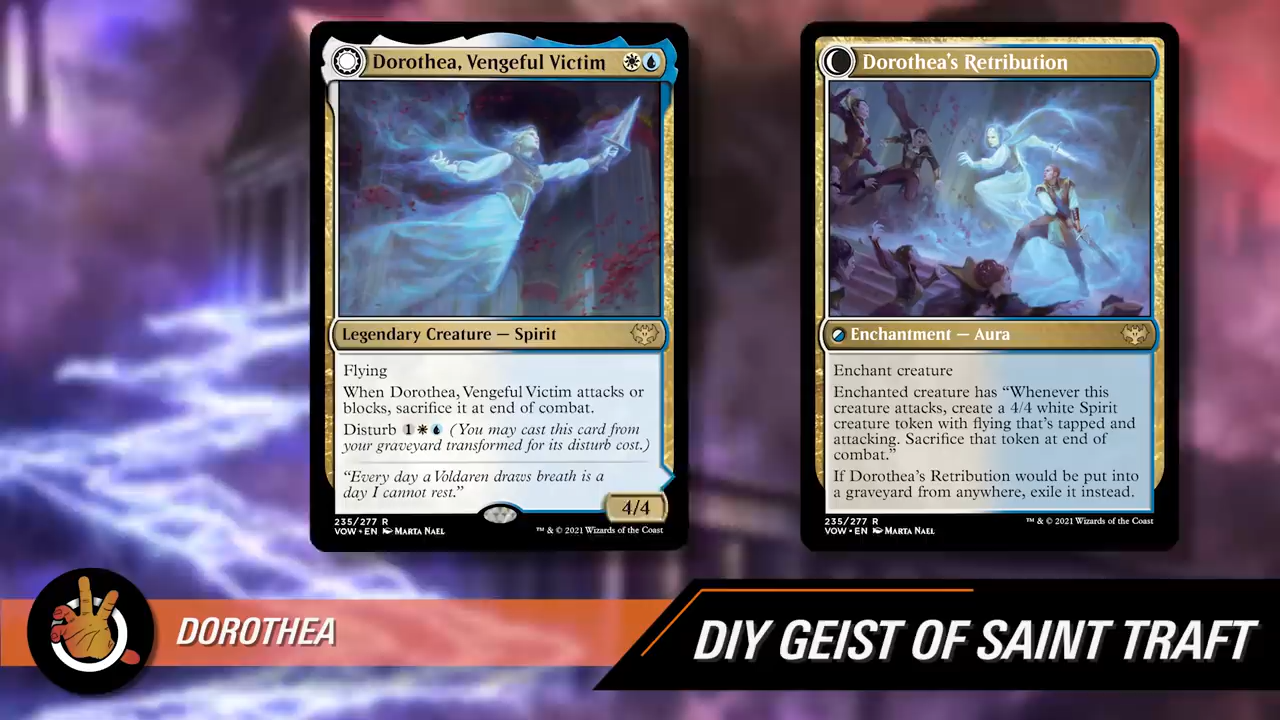 Dorothea, Vengeful Victim
Legendary Creature — Spirit
Flying
When Dorothea, Vengeful Victim attacks or
blocks, sacrifice it at end of combat.
Disturb 1 (You may cast this card from
your graveyard transformed for its disturb cost.)
“Every day a Voldaren draws breath is a
day I cannot rest.”
4/4
235/277 R
VOW • EN Marta Nael
™ & © 2021 Wizards of the Coast
Dorothea's Retribution
Enchantment — Aura
Enchant creature
Enchanted creature has “Whenever this
creature attacks, create a 4/4 white Spirit
creature token with flying that's tapped and
attacking. Sacrifice that token at end of
combat.”
If Dorothea's Retribution would be put into
a graveyard from anywhere, exile it instead.
235/277 R
VOW • EN Marta Nael
™ & © 2021 Wizards of the Coast
DOROTHEA
DIY GEIST OF SAINT TRAFT